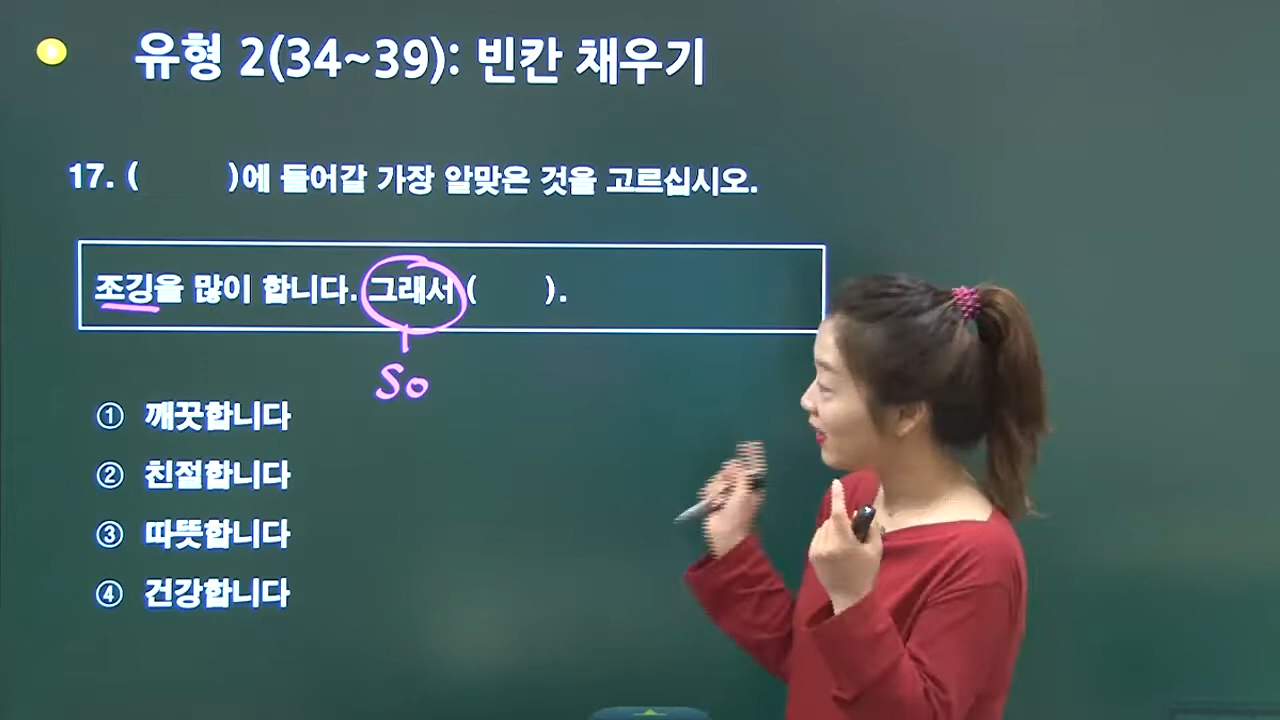 유형 2(34~39): 빈칸 채우기
17. ( )에 들어갈 가장 알맞은 것을 고르십시오.
조깅을 많이 합니다. 그래서 ( ).
so
① 깨끗합니다
② 친절합니다
③ 따뜻합니다
④ 건강합니다